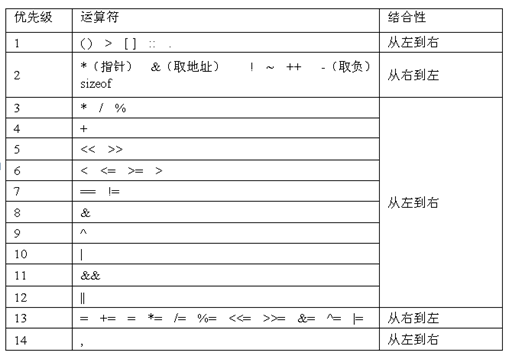 优先级 运算符 结合性
1 () > [ ] :: . 从左到右
2 *（指针） &（取地址） ! ~ ++ -（取负）
sizeof 从右到左
3 * / %
4 +
5 << >>
6 < <= >= >
7 == !=
8 &
9 ^
从左到右
10 |
11 &&
12 ||
13 = += = *= /= %= <<= >>= &= ^= |= 从右到左
14 , 从左到右